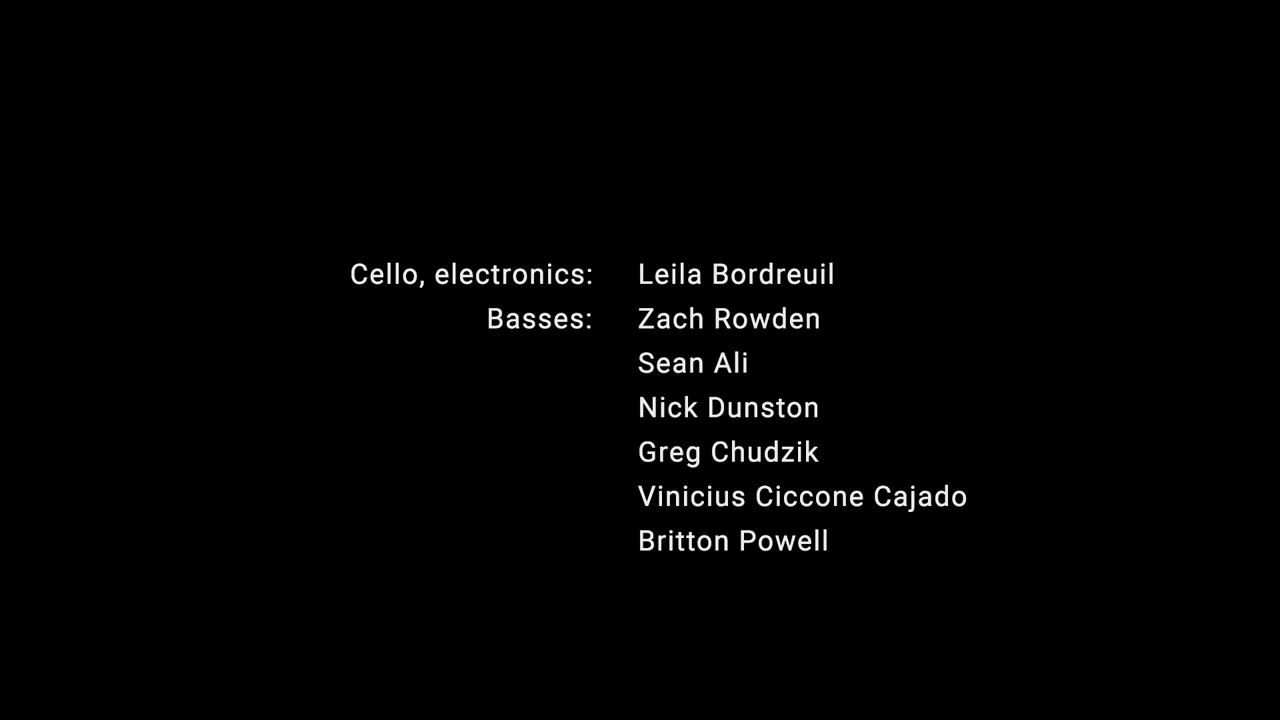 Cello, electronics: Leila Bordreuil
Basses: Zach Rowden
Sean Ali
Nick Dunston
Greg Chudzik
Vinicius Ciccone Cajado
Britton Powell